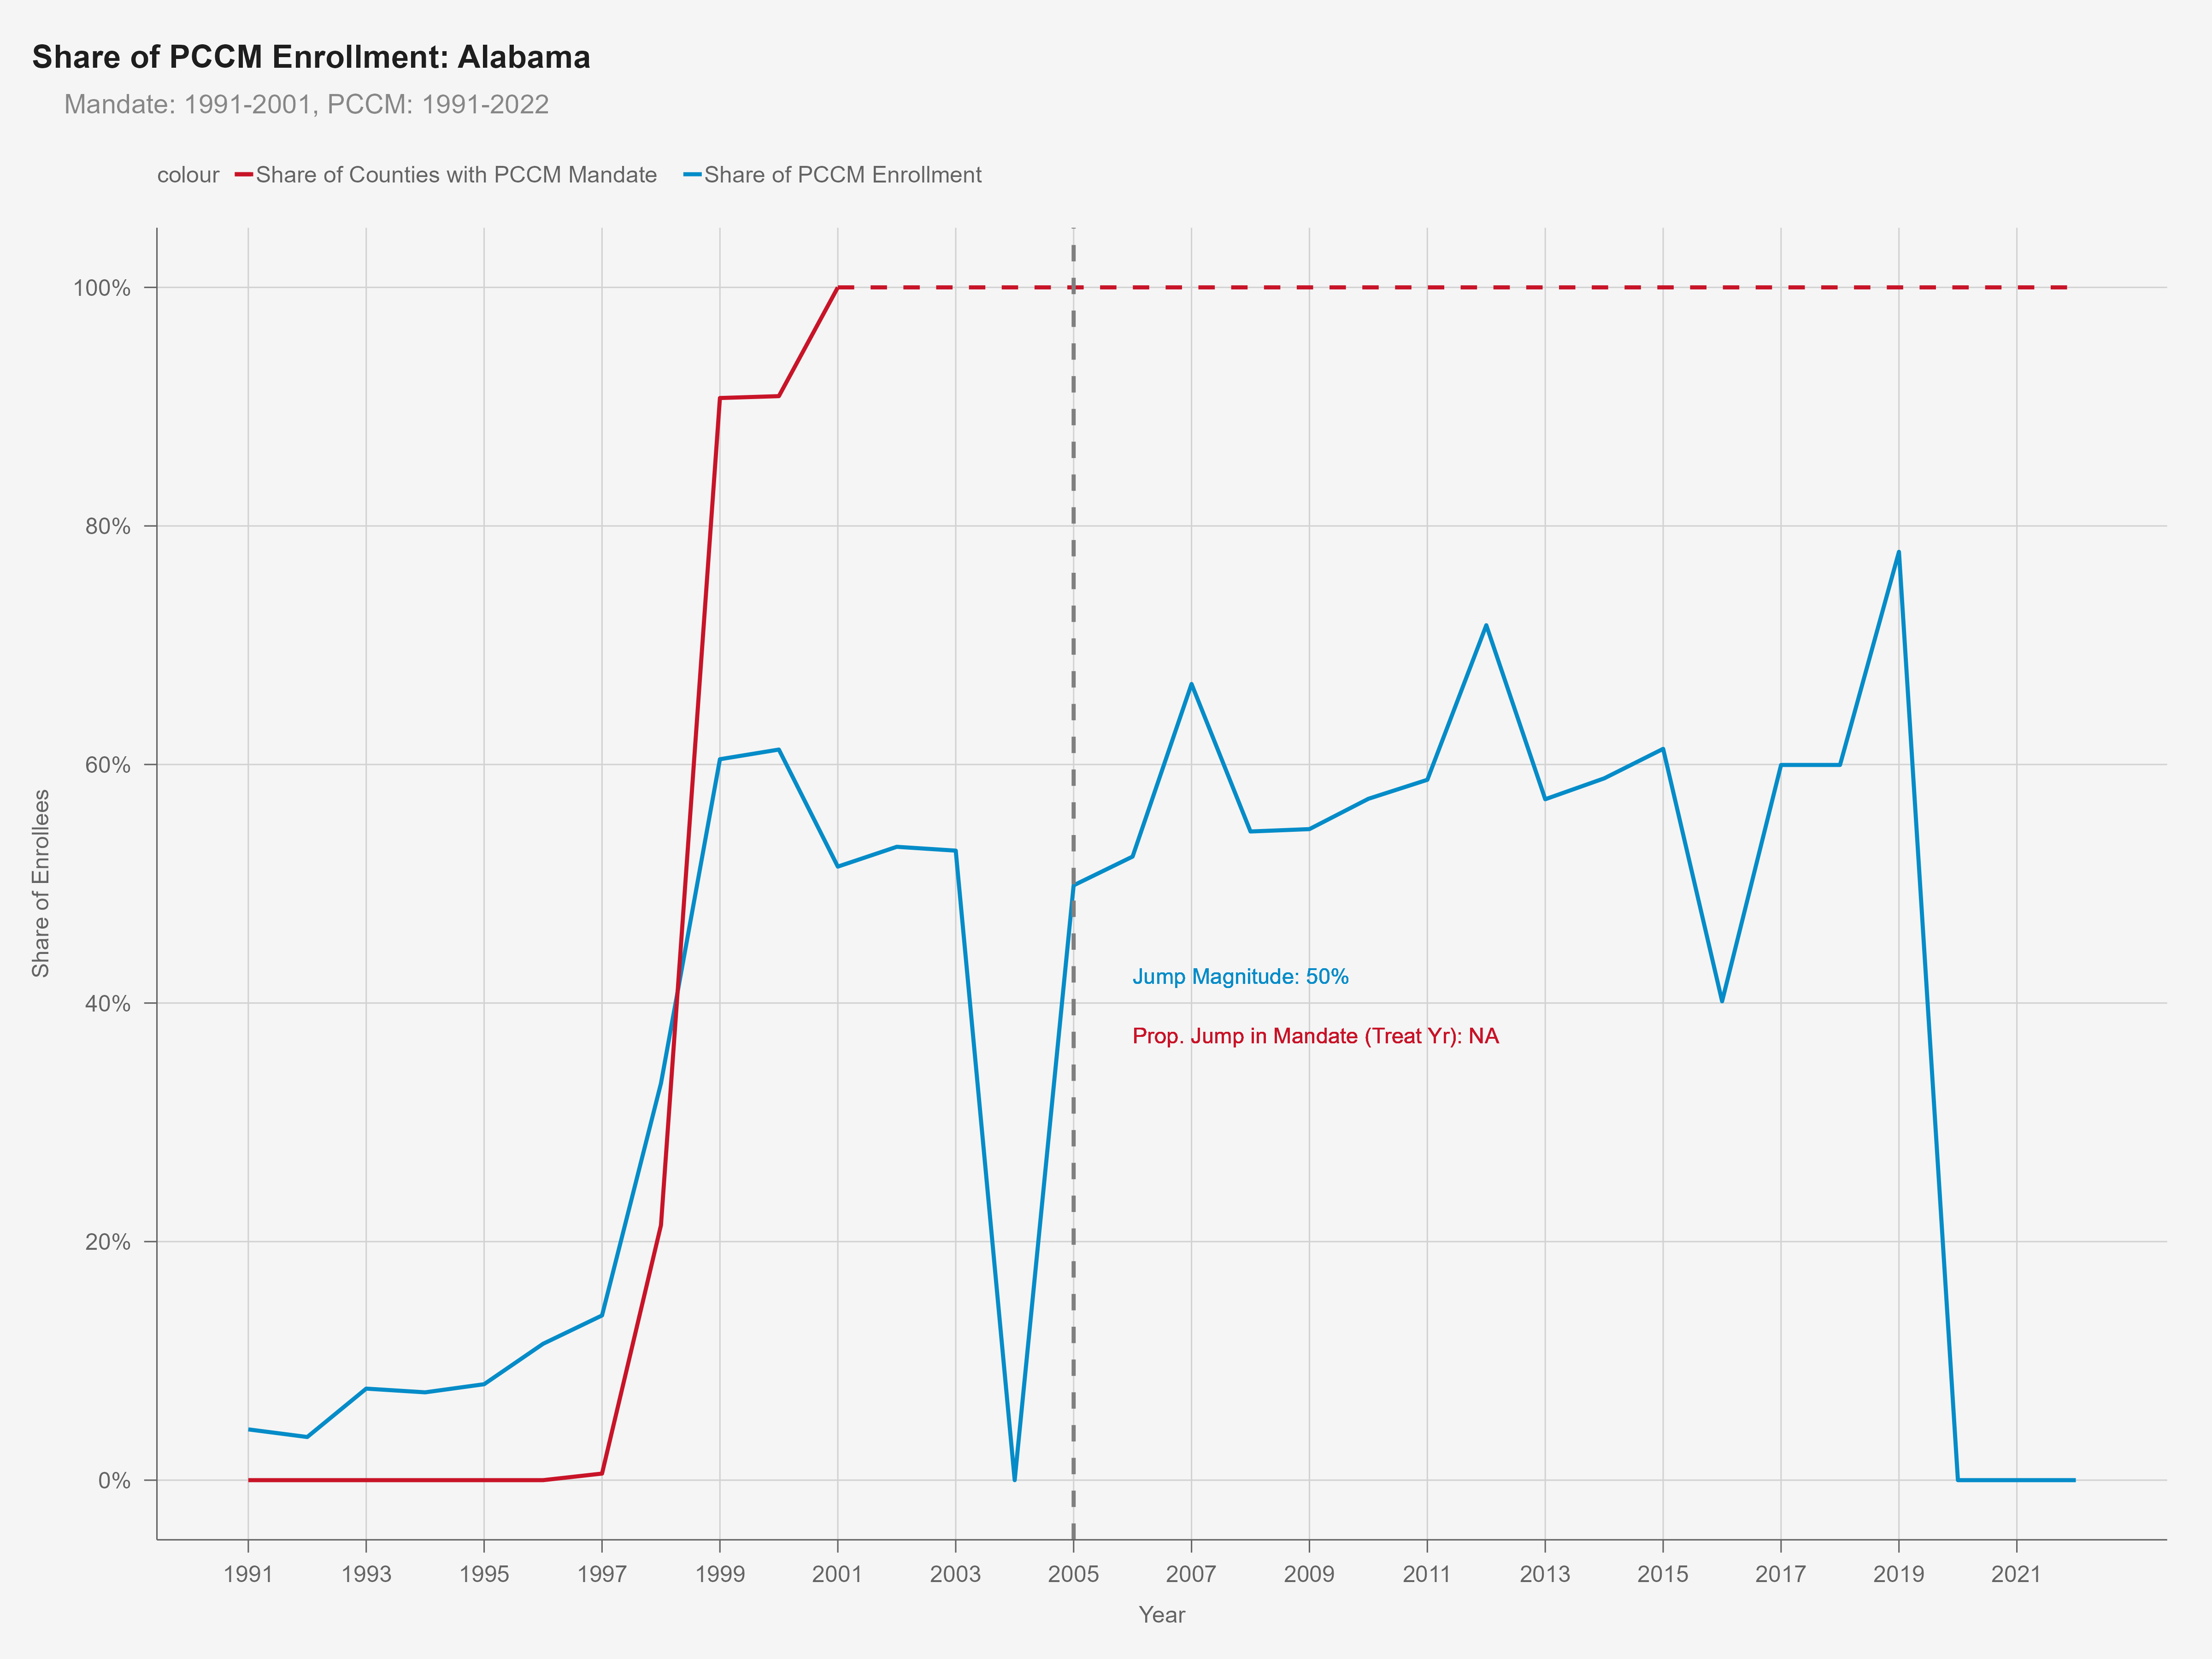 Share of PCCM Enrollment: Alabama
Mandate: 1991-2001, PCCM: 1991-2022
colour Share of Counties with PCCM Mandate Share of PCCM Enrollment
100%
80%
60%
40%
20%
0%
Share of Enrollees
Jump Magnitude: 50%
Prop. Jump in Mandate (Treat Yr): NA
1991 1993 1995 1997 1999 2001 2003 2005 2007 2009 2011 2013 2015 2017 2019 2021
Year